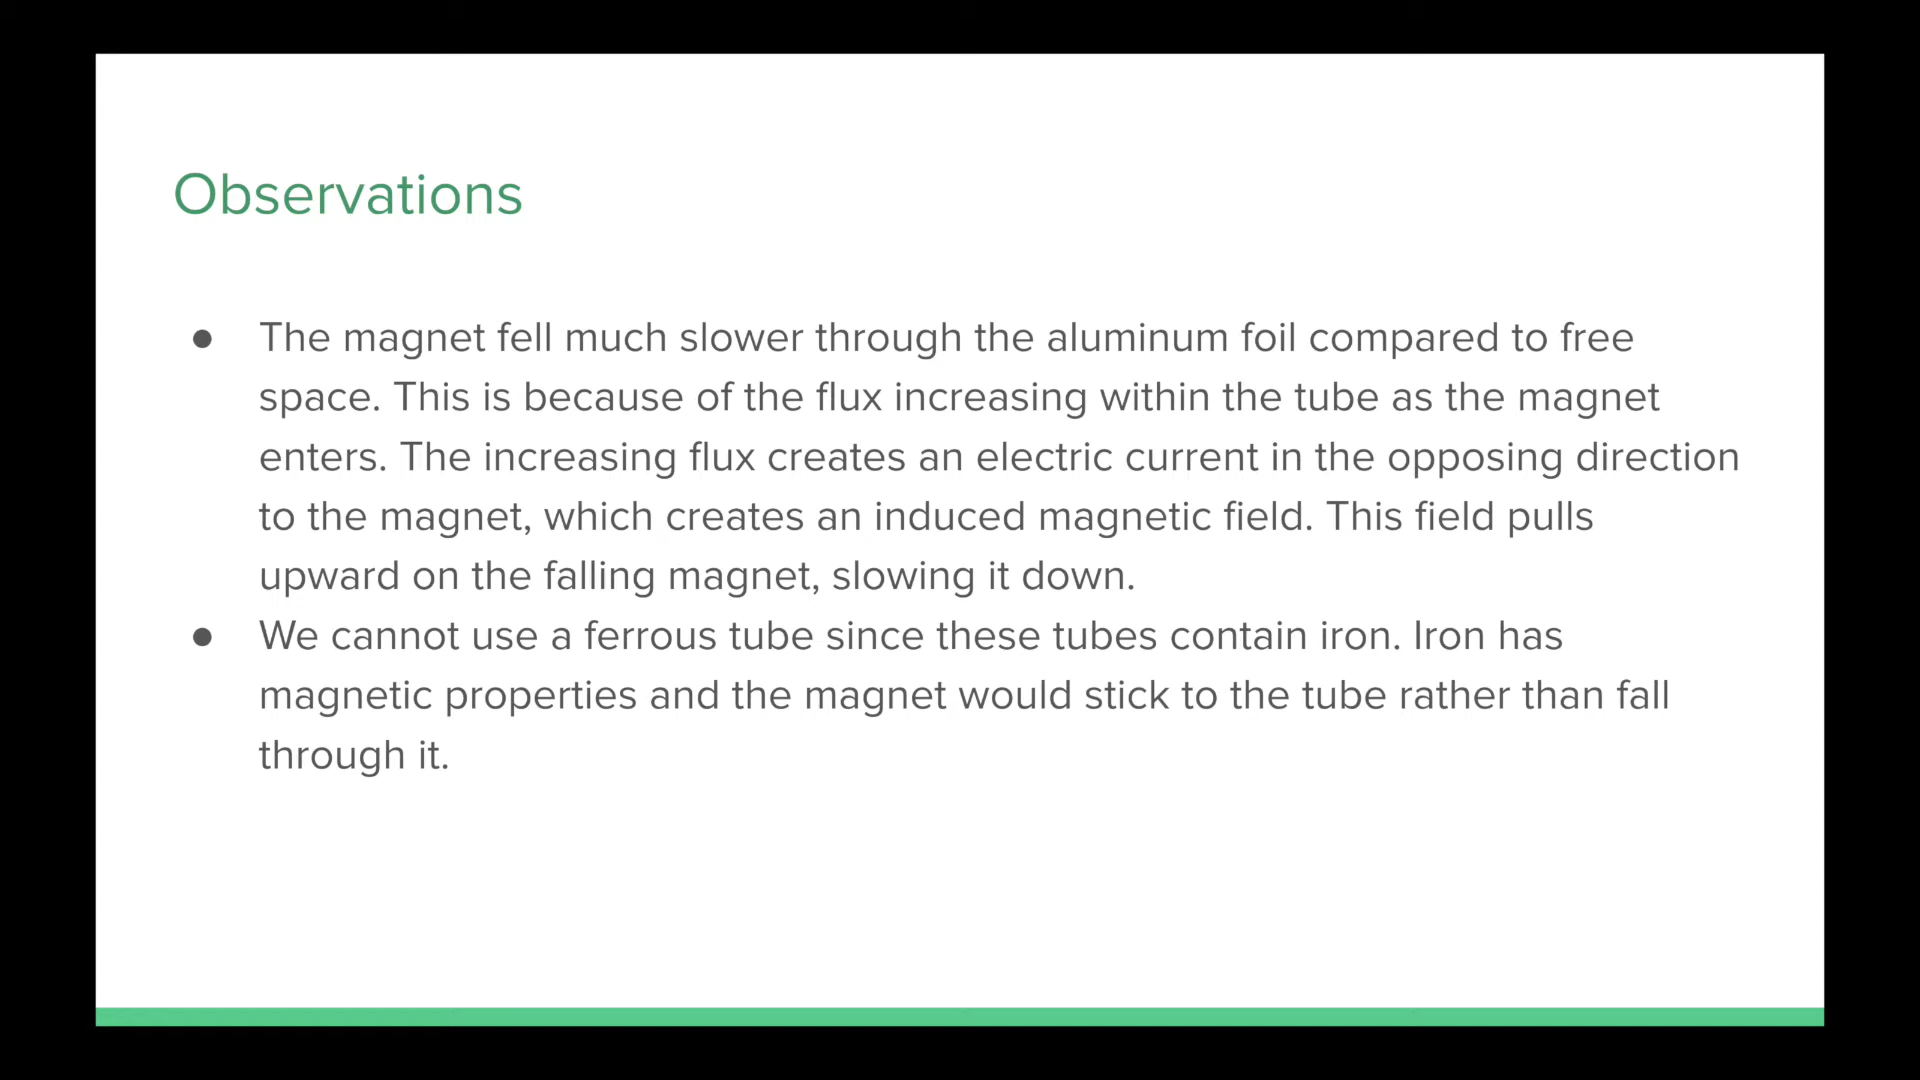 Observations
● The magnet fell much slower through the aluminum foil compared to free
space. This is because of the flux increasing within the tube as the magnet
enters. The increasing flux creates an electric current in the opposing direction
to the magnet, which creates an induced magnetic field. This field pulls
upward on the falling magnet, slowing it down.
● We cannot use a ferrous tube since these tubes contain iron. Iron has
magnetic properties and the magnet would stick to the tube rather than fall
through it.